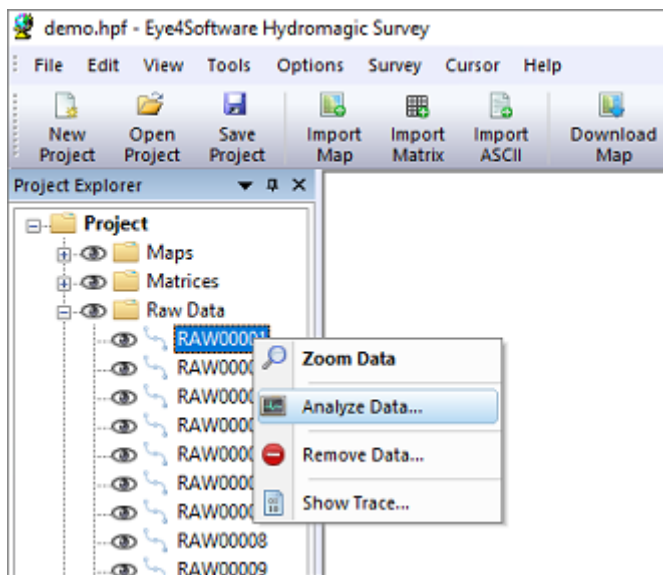 demo.hpf - Eye4Software Hydromagic Survey
File Edit View Tools Options Survey Cursor Help
New Project
Open Project
Save Project
Import Map
Import Matrix
Import ASCII
Download Map
Project Explorer
Project
Maps
Matrices
Raw Data
RAW00001
Zoom Data
Analyze Data...
Remove Data...
Show Trace...
RAW00008
RAW00009